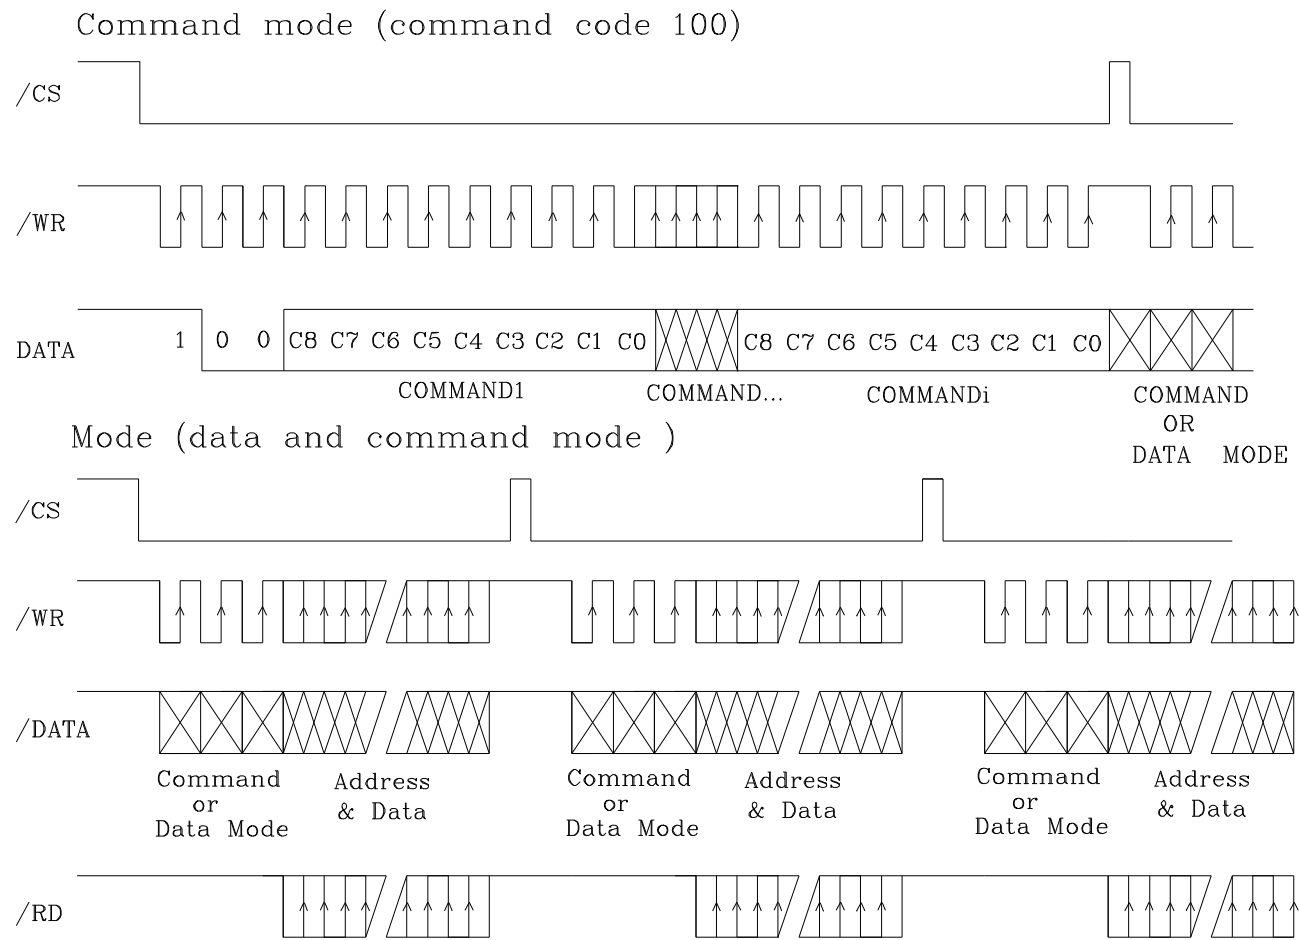 Command mode (command code 100)
/CS
/WR
DATA
1 0 0 C8 C7 C6 C5 C4 C3 C2 C1 C0 C8 C7 C6 C5 C4 C3 C2 C1 C0
COMMAND1 COMMAND... COMMANDi COMMAND
OR
DATA MODE
Mode (data and command mode )
/CS
/WR
/DATA
Command Address Command Address Command Address
or & Data or & Data or & Data
Data Mode Data Mode Data Mode
/RD